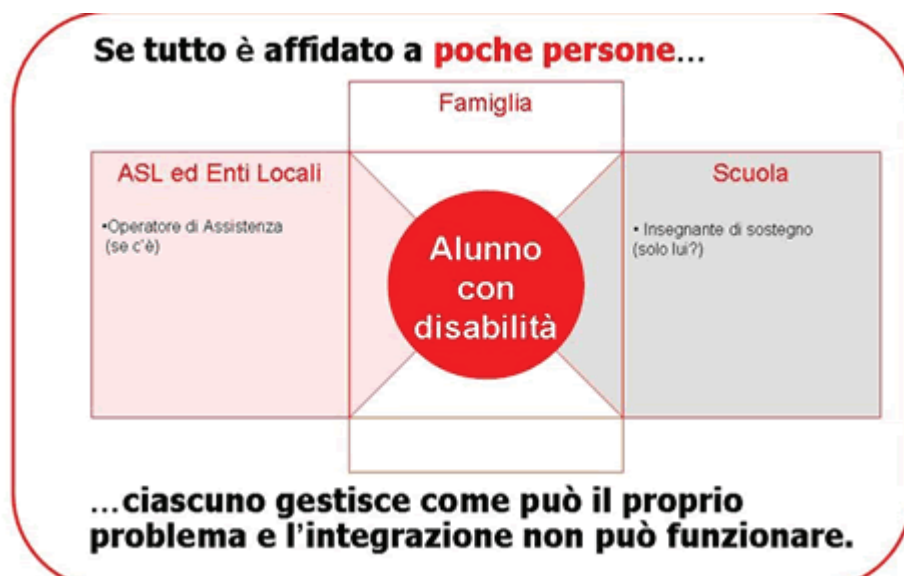 Se tutto è affidato a poche persone...
Famiglia
ASL ed Enti Locali
•Operatore di Assistenza
(se c'è)
Scuola
• Insegnante di sostegno
(solo lui?)
Alunno
con
disabilità
...ciascuno gestisce come può il proprio
problema e l'integrazione non può funzionare.